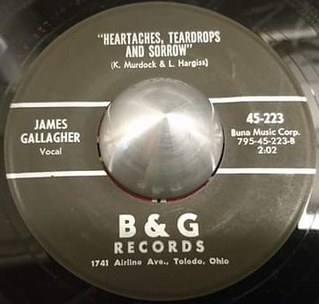 "HEARTACHES, TEARDROPS
AND SORROW"
(K. Murdock & L. Hargiss)
JAMES
GALLAGHER
Vocal
45-223
Buna Music Corp.
795-45-223-B
2:02
B & G
RECORDS
1741 Airline Ave., Toledo, Ohio